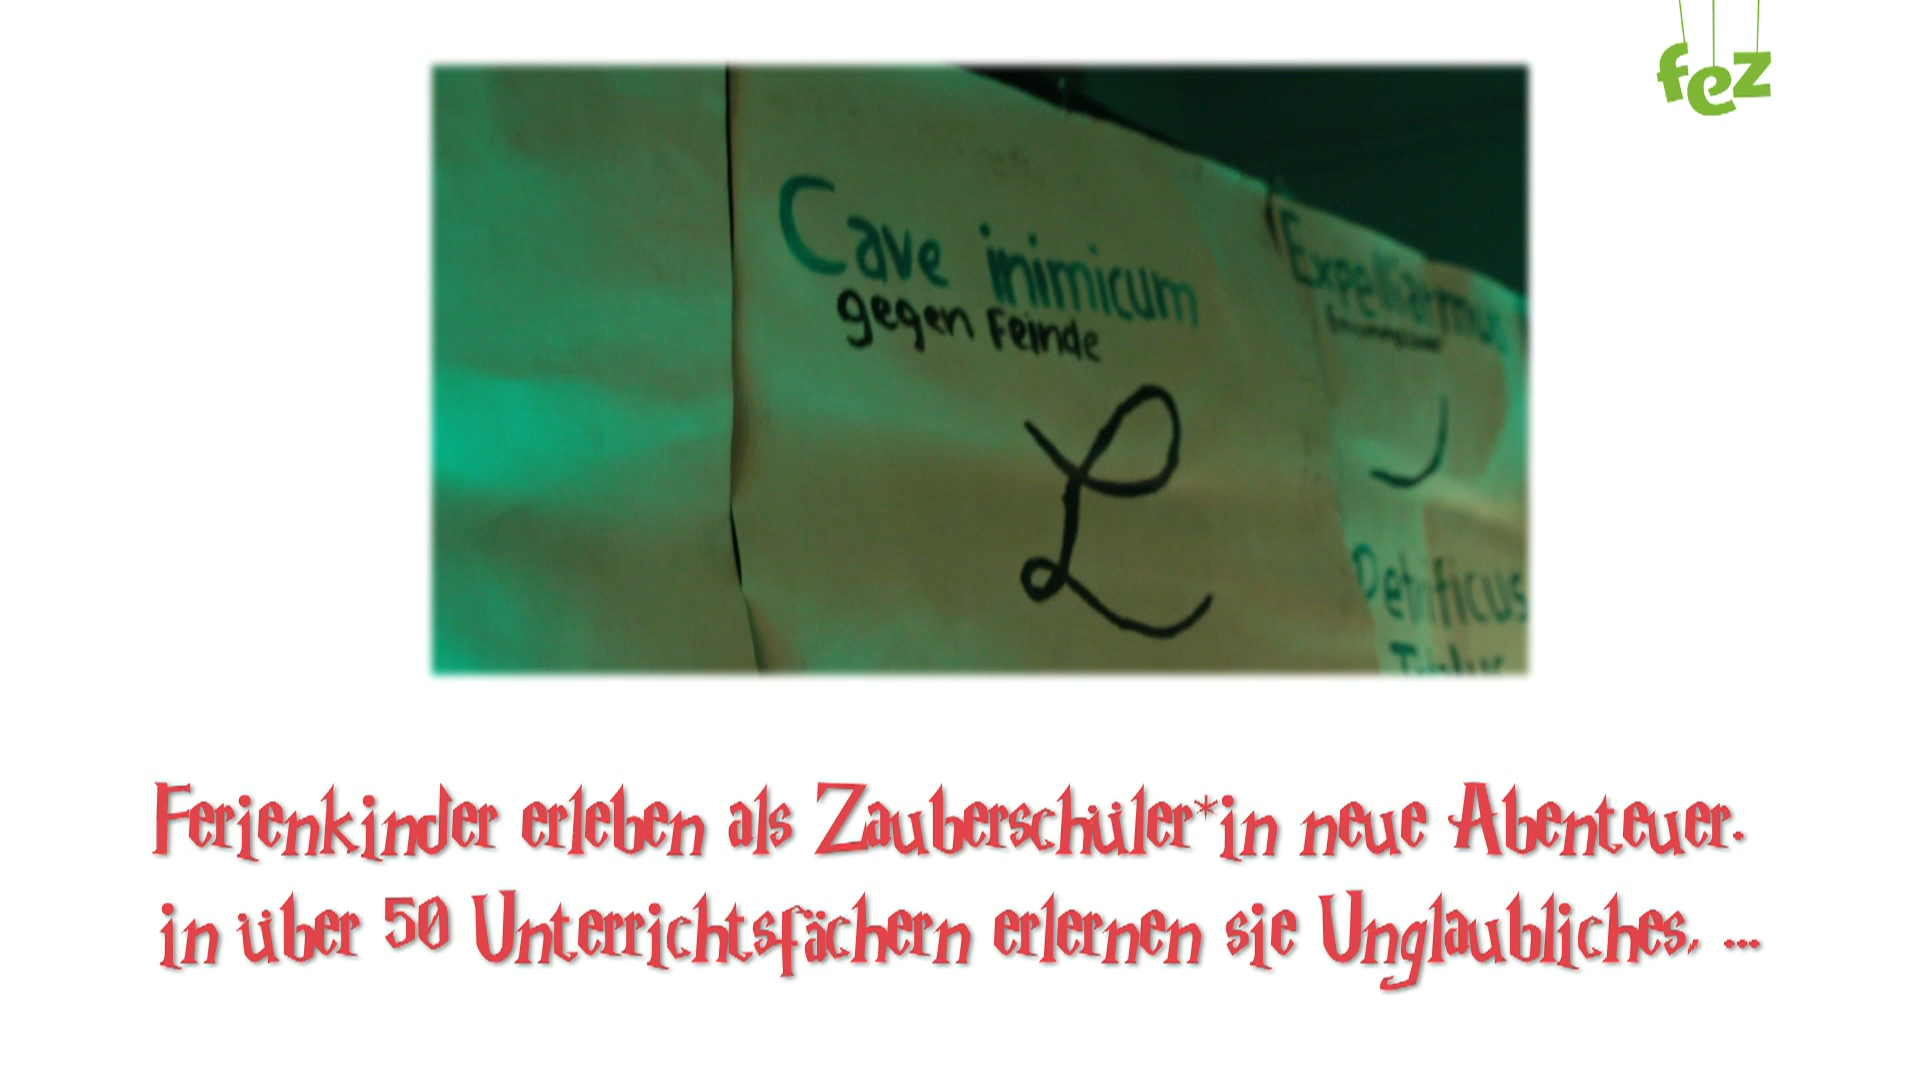 fez
Cave inimicum
gegen Feinde
Expelliarmus
Petrificus
Ferienkinder erleben als Zauberschüler*in neue Abenteuer.
in über 50 Unterrichtsfächern erlernen sie Unglaubliches, ...